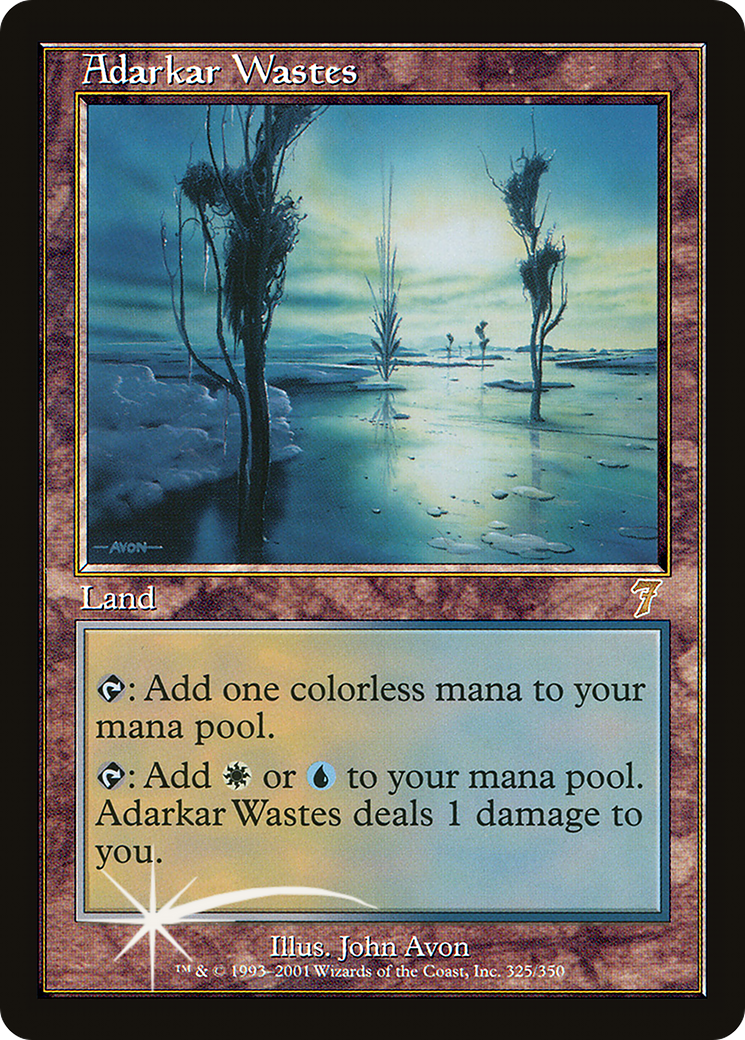 Adarkar Wastes
AVON
Land
7
: Add one colorless mana to your
mana pool.
: Add or to your mana pool.
Adarkar Wastes deals 1 damage to
you.
Illus. John Avon
™ & © 1993–2001 Wizards of the Coast, Inc. 325/350